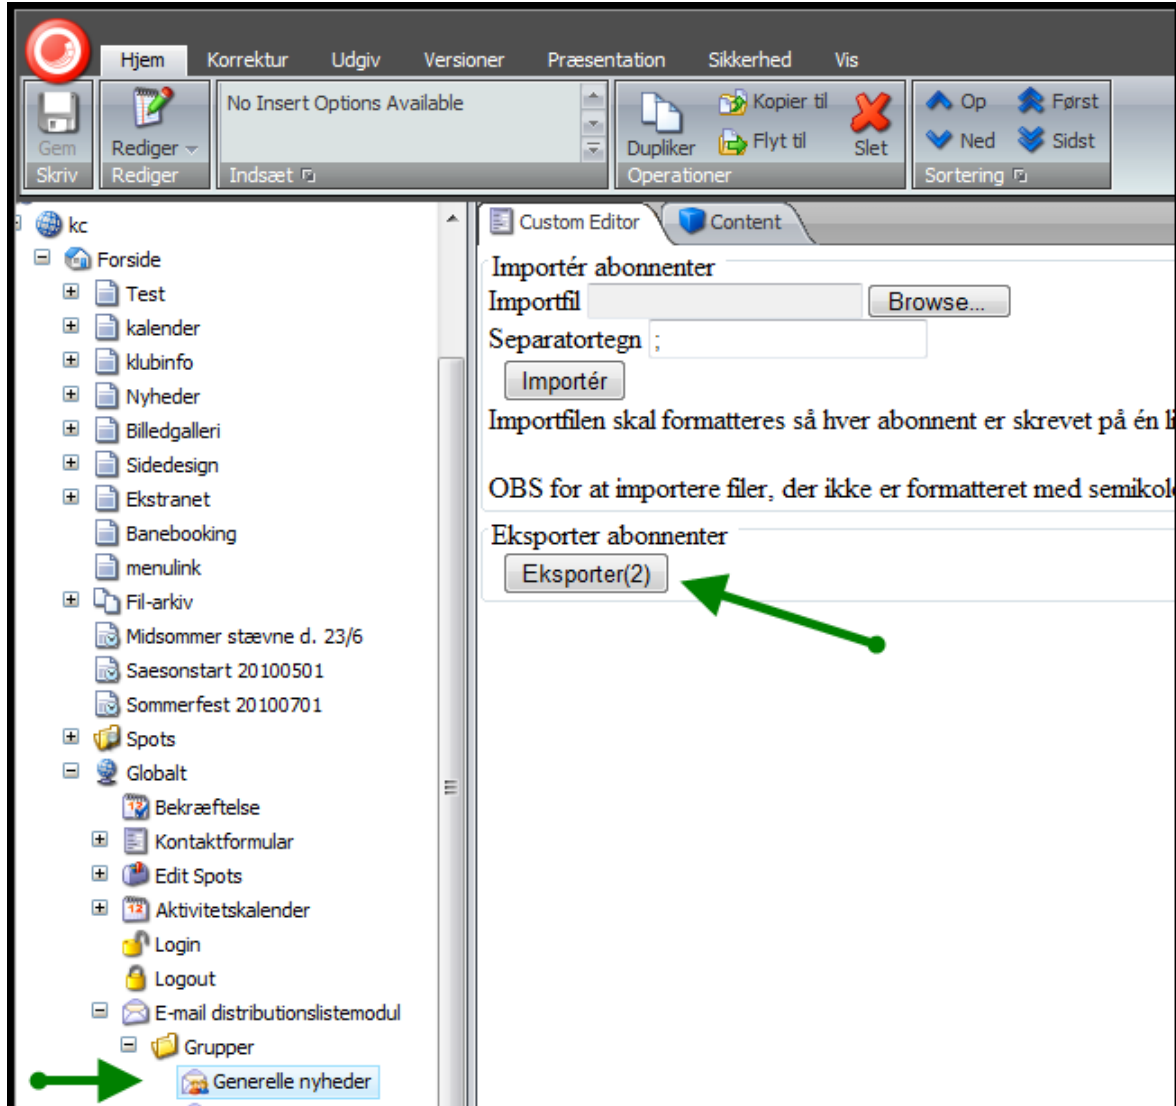 Hjem Korrektur Udgiv Versioner Præsentation Sikkerhed Vis
No Insert Options Available
Kopier til
Op
Først
Gem
Rediger
Dupliker
Flyt til
Slet
Ned
Sidst
Skriv
Rediger
Indsæt
Operationer
Sortering
kc
Forside
Test
kalender
klubinfo
Nyheder
Billedgalleri
Sidedesign
Ekstranet
Banebooking
menulink
Fil-arkiv
Midsommer stævne d. 23/6
Saesonstart 20100501
Sommerfest 20100701
Spots
Globalt
Bekræftelse
Kontaktformular
Edit Spots
Aktivitetskalender
Login
Logout
E-mail distributionslistemodul
Grupper
Generelle nyheder
Custom Editor
Content
Importér abonnenter
Importfil Browse...
Separatortegn ;
Importér
Importfilen skal formatteres så hver abonnent er skrevet på én
OBS for at importere filer, der ikke er formatteret med
Eksporter abonnenter
Eksporter(2)